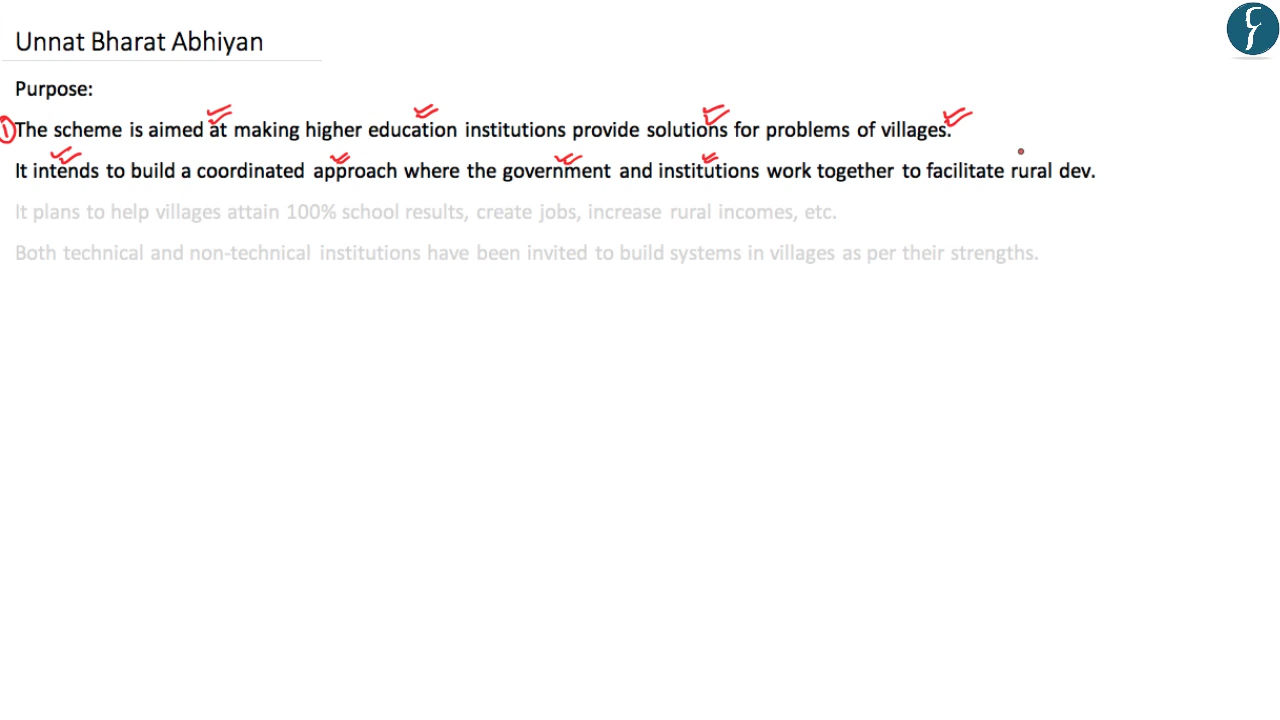 Unnat Bharat Abhiyan
Purpose:
1 The scheme is aimed at making higher education institutions provide solutions for problems of villages.
It intends to build a coordinated approach where the government and institutions work together to facilitate rural dev.
It plans to help villages attain 100% school results, create jobs, increase rural incomes, etc.
Both technical and non-technical institutions have been invited to build systems in villages as per their strengths.